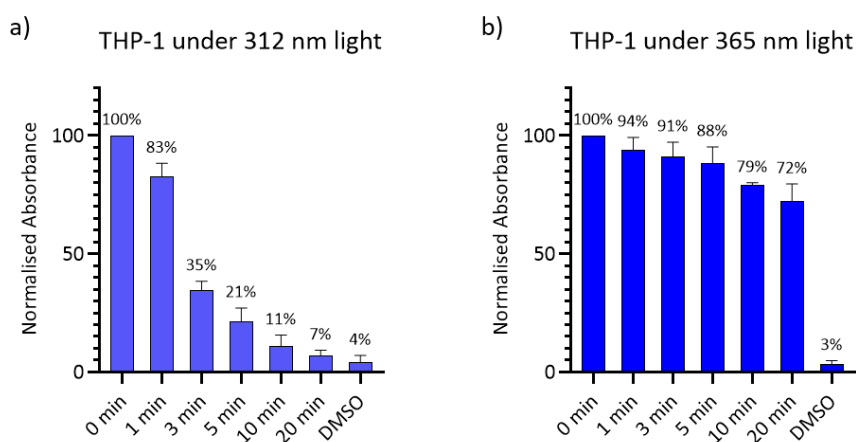 a)
THP-1 under 312 nm light
Normalised Absorbance
100
50
0
100%
83%
35%
21%
11%
7%
4%
0 min
1 min
3 min
5 min
10 min
20 min
DMSO
b)
THP-1 under 365 nm light
Normalised Absorbance
100
50
0
100%
94%
91%
88%
79%
72%
3%
0 min
1 min
3 min
5 min
10 min
20 min
DMSO